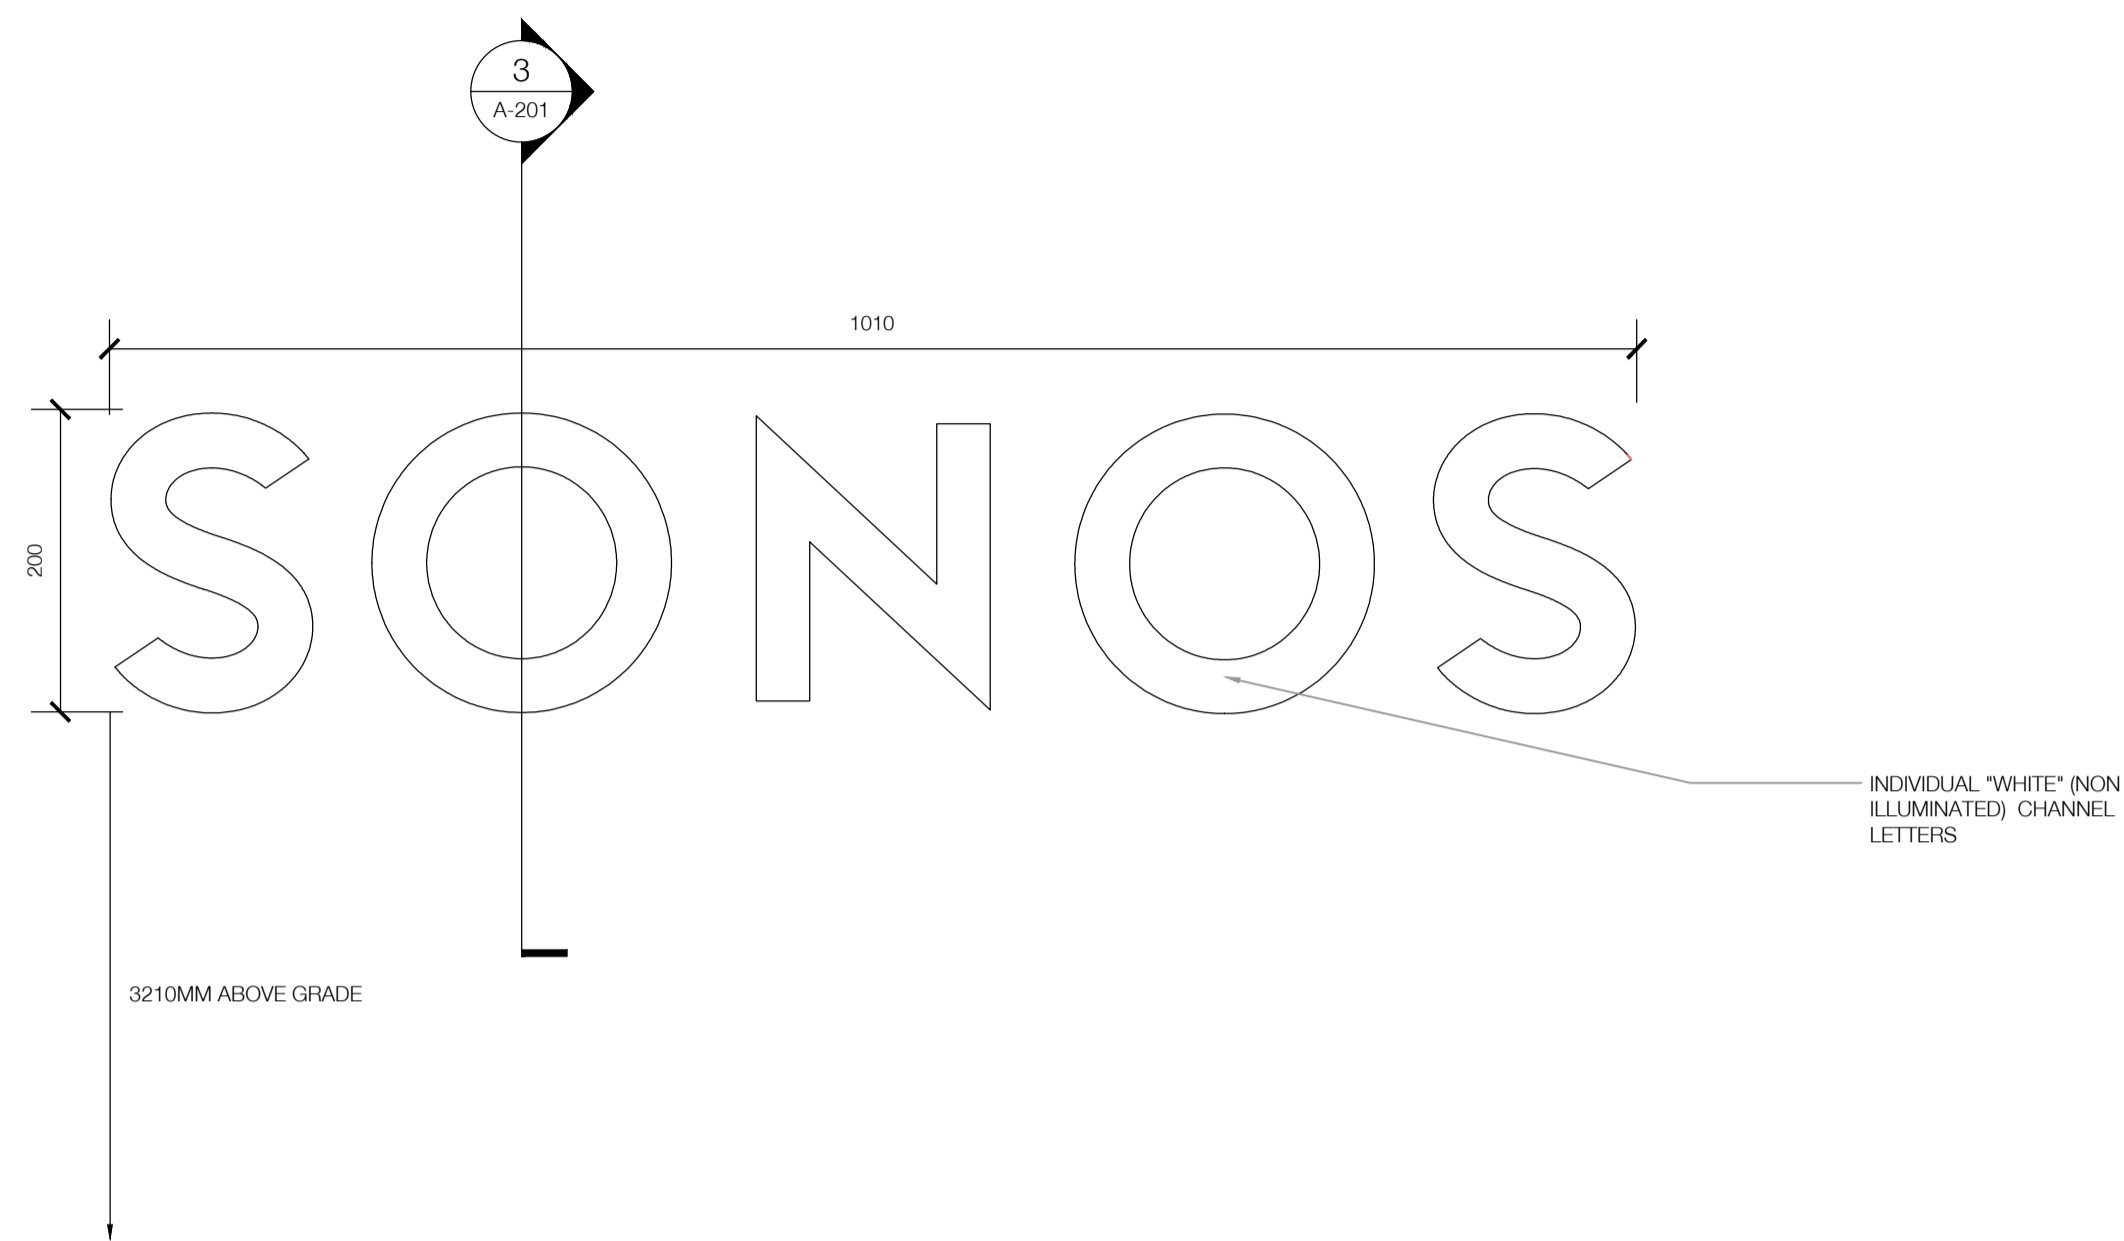 3
A-201
1010
200
SONOS
INDIVIDUAL "WHITE" (NON
ILLUMINATED) CHANNEL
LETTERS
3210MM ABOVE GRADE